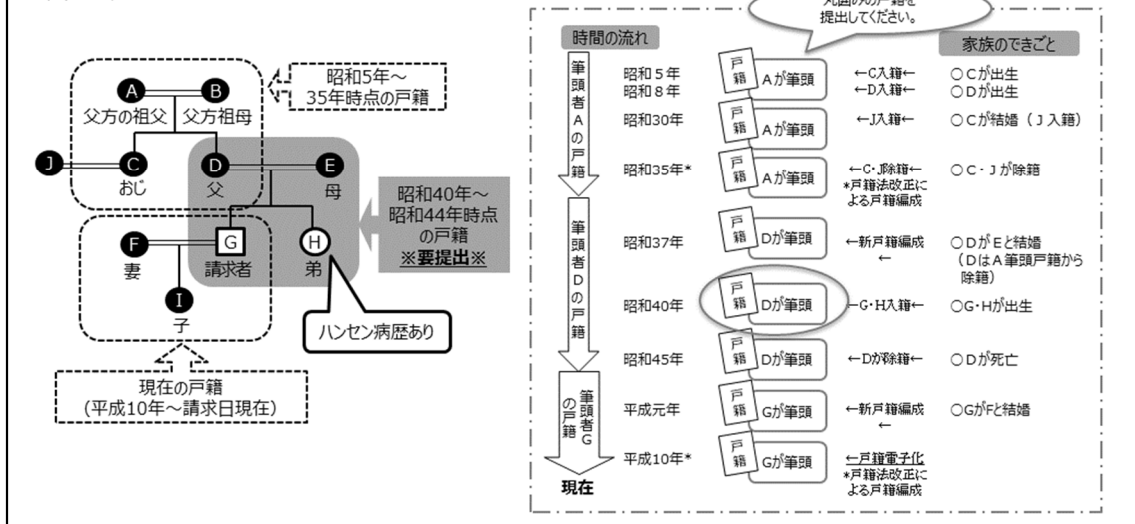 昭和5年～
35年時点の戸籍
A
B
父方の祖父
父方祖母
J
C
D
E
おじ
父
母
昭和40年～
昭和44年時点
の戸籍
※要提出※
F
G
H
妻
請求者
弟
I
子
ハンセン病歴あり
現在の戸籍
(平成10年～請求日現在)
丸囲みの戸籍を
提出してください。
時間の流れ
家族のできごと
筆頭者Aの戸籍
筆頭者Dの戸籍
筆頭者Gの戸籍
現在
昭和5年
昭和8年
戸籍
Aが筆頭
←C入籍←
←D入籍←
○Cが出生
○Dが出生
昭和30年
戸籍
Aが筆頭
←J入籍←
○Cが結婚（J入籍）
昭和35年*
戸籍
Aが筆頭
←C・J除籍←
*戸籍法改正に
よる戸籍編成
○C・Jが除籍
昭和37年
戸籍
Dが筆頭
←新戸籍編成
←
○DがEと結婚
（DはA筆頭戸籍から
除籍）
昭和40年
戸籍
Dが筆頭
←G・H入籍←
○G・Hが出生
昭和45年
戸籍
Dが筆頭
←Dが除籍←
○Dが死亡
平成元年
戸籍
Gが筆頭
←新戸籍編成
←
○GがFと結婚
平成10年*
戸籍
Gが筆頭
←戸籍電子化
*戸籍法改正に
よる戸籍編成